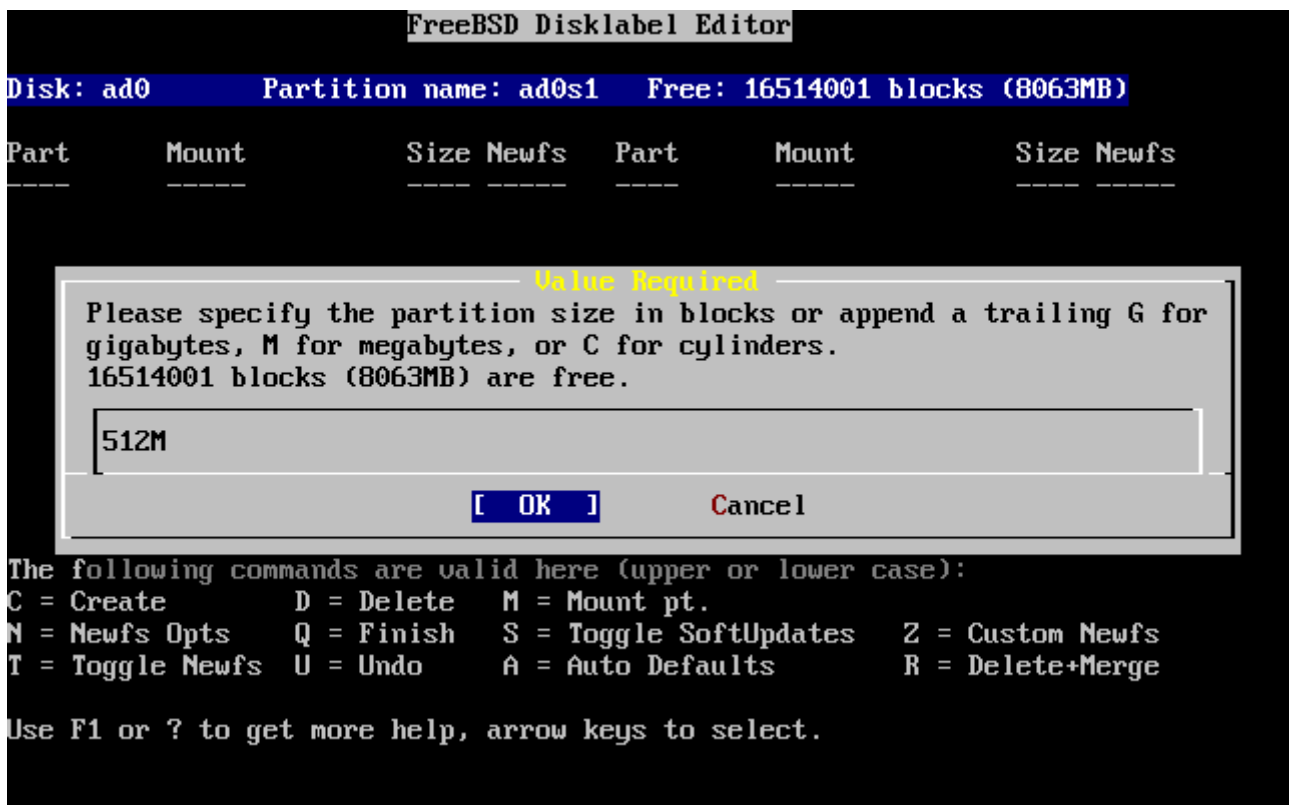 FreeBSD Disklabel Editor
Disk: ad0 Partition name: ad0s1 Free: 16514001 blocks (8063MB)
Part Mount Size Newfs Part Mount Size Newfs
---- ----- ---- ----- ---- ----- ---- -----
Value Required
Please specify the partition size in blocks or append a trailing G for
gigabytes, M for megabytes, or C for cylinders.
16514001 blocks (8063MB) are free.
512M
[ OK ] Cancel
The following commands are valid here (upper or lower case):
C = Create D = Delete M = Mount pt.
N = Newfs Opts Q = Finish S = Toggle SoftUpdates Z = Custom Newfs
T = Toggle Newfs U = Undo A = Auto Defaults R = Delete+Merge
Use F1 or ? to get more help, arrow keys to select.